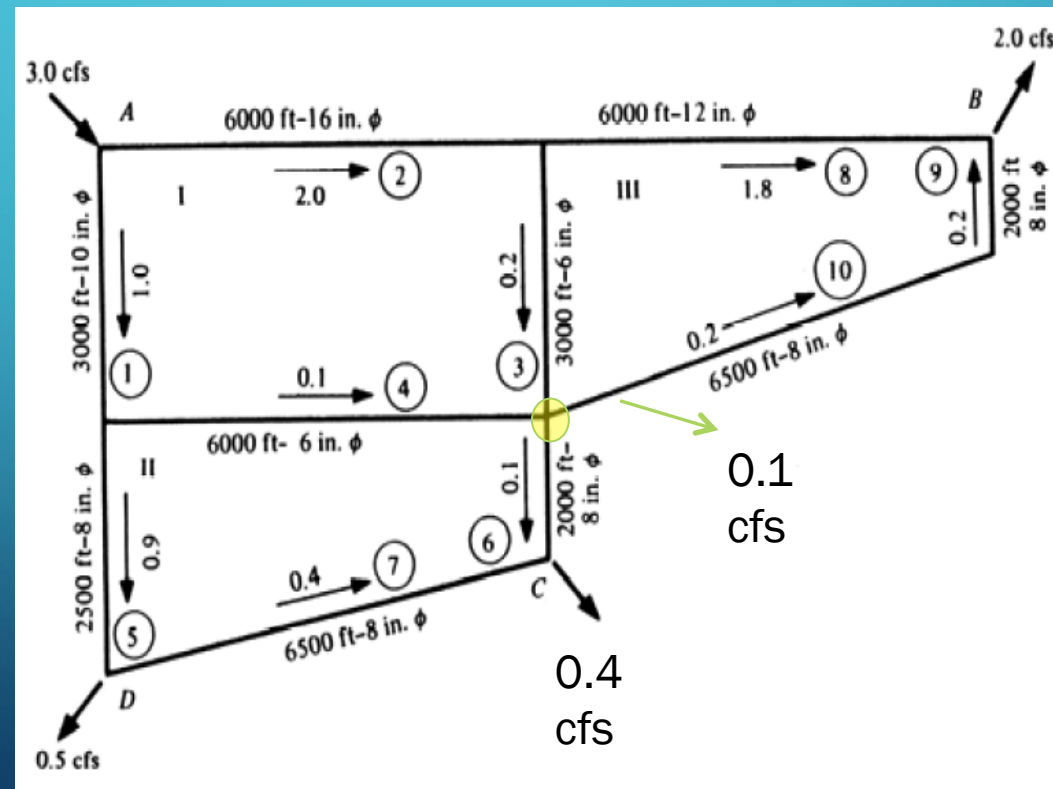 3.0 cfs
2.0 cfs
A
6000 ft-16 in. ϕ
6000 ft-12 in. ϕ
B
I
2.0
2
III
1.8
8
9
3000 ft-10 in. ϕ
1.0
0.2
3000 ft-6 in. ϕ
0.2
2000 ft
8 in. ϕ
10
1
0.1
4
3
0.2
6500 ft-8 in. ϕ
6000 ft- 6 in. ϕ
II
2500 ft-8 in. ϕ
0.9
0.1
2000 ft-
8 in. ϕ
0.1
cfs
6
0.4
7
5
6500 ft-8 in. ϕ
C
D
0.4
cfs
0.5 cfs